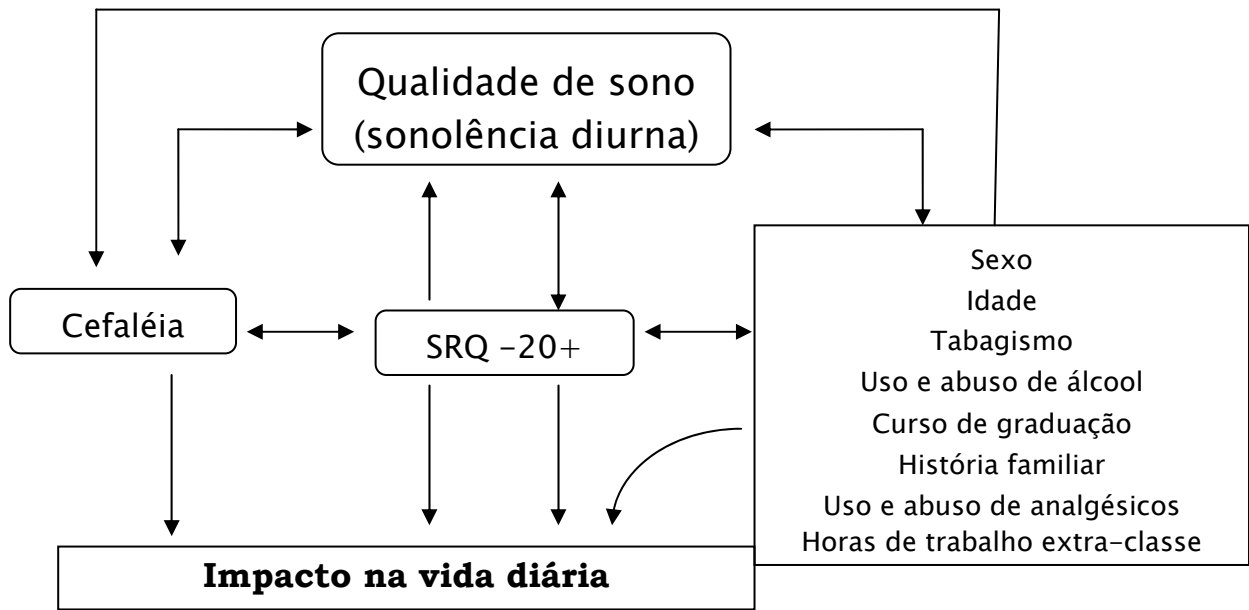 Qualidade de sono
(sonolência diurna)
Cefaléia
SRQ -20+
Sexo
Idade
Tabagismo
Uso e abuso de álcool
Curso de graduação
História familiar
Uso e abuso de analgésicos
Horas de trabalho extra-classe
Impacto na vida diária